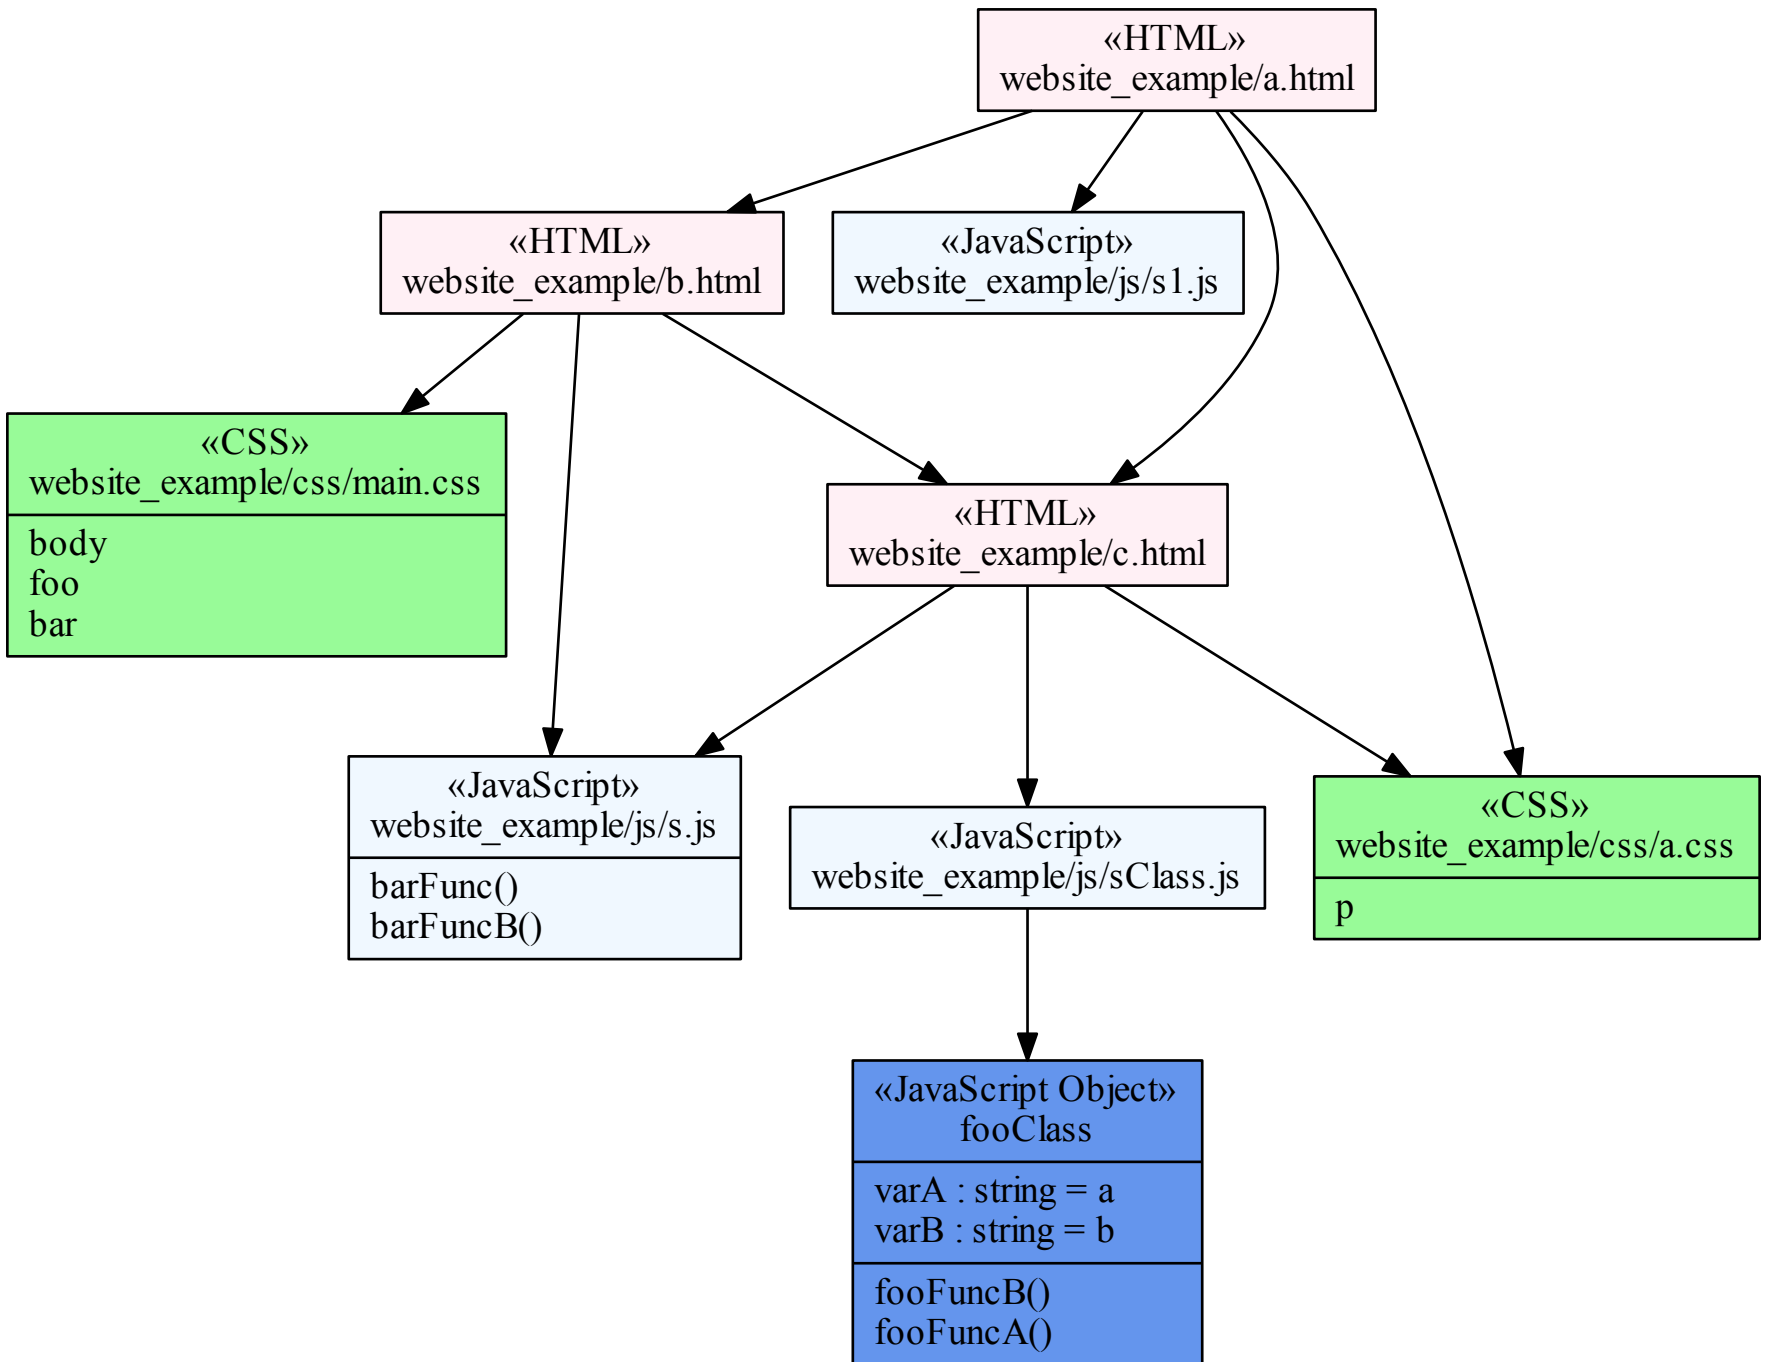 «HTML»
website_example/a.html
«HTML»
website_example/b.html
«JavaScript»
website_example/js/s1.js
«CSS»
website_example/css/main.css
body
foo
bar
«HTML»
website_example/c.html
«JavaScript»
website_example/js/s.js
barFunc()
barFuncB()
«JavaScript»
website_example/js/sClass.js
«CSS»
website_example/css/a.css
p
«JavaScript Object»
fooClass
varA : string = a
varB : string = b
fooFuncB()
fooFuncA()